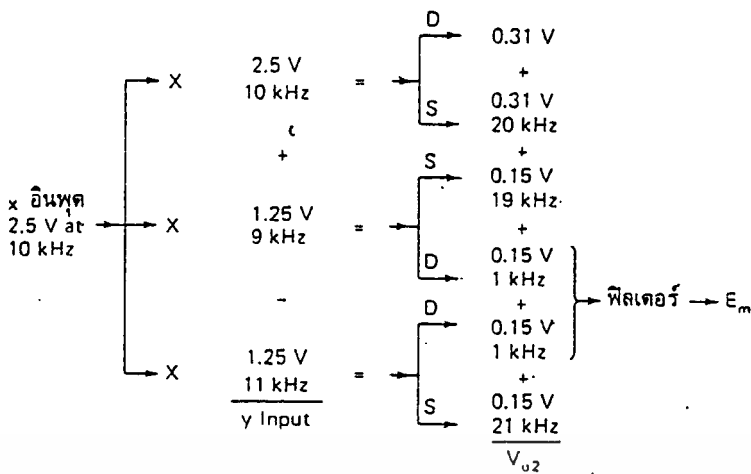 x อินพุต
2.5 V at
10 kHz
X
2.5 V
10 kHz
=
D
0.31 V
+
S
0.31 V
20 kHz
+
+
X
1.25 V
9 kHz
=
S
0.15 V
19 kHz
+
D
0.15 V
1 kHz
+
-
X
1.25 V
11 kHz
y Input
=
D
0.15 V
1 kHz
+
S
0.15 V
21 kHz
V₀₂
ฟิลเตอร์
Eₘ